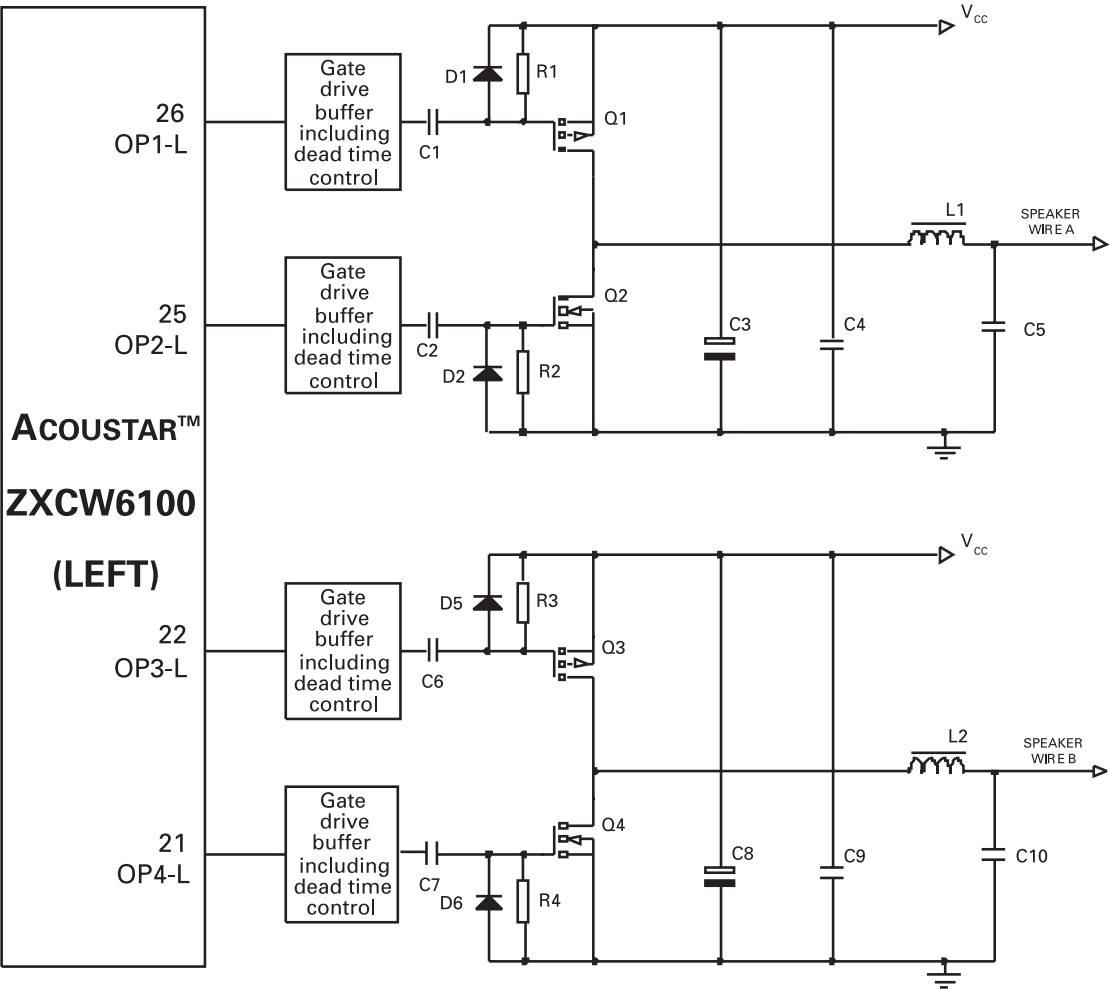 V_CC
Gate
drive
buffer
including
dead time
control
D1
R1
26
OP1-L
C1
Q1
L1
SPEAKER
WIRE A
Gate
drive
buffer
including
dead time
control
25
OP2-L
C2
Q2
D2
R2
C3
C4
C5
ACOUSTAR™
ZXCW6100
(LEFT)
V_CC
Gate
drive
buffer
including
dead time
control
D5
R3
22
OP3-L
C6
Q3
L2
SPEAKER
WIRE B
Gate
drive
buffer
including
dead time
control
21
OP4-L
C7
Q4
D6
R4
C8
C9
C10